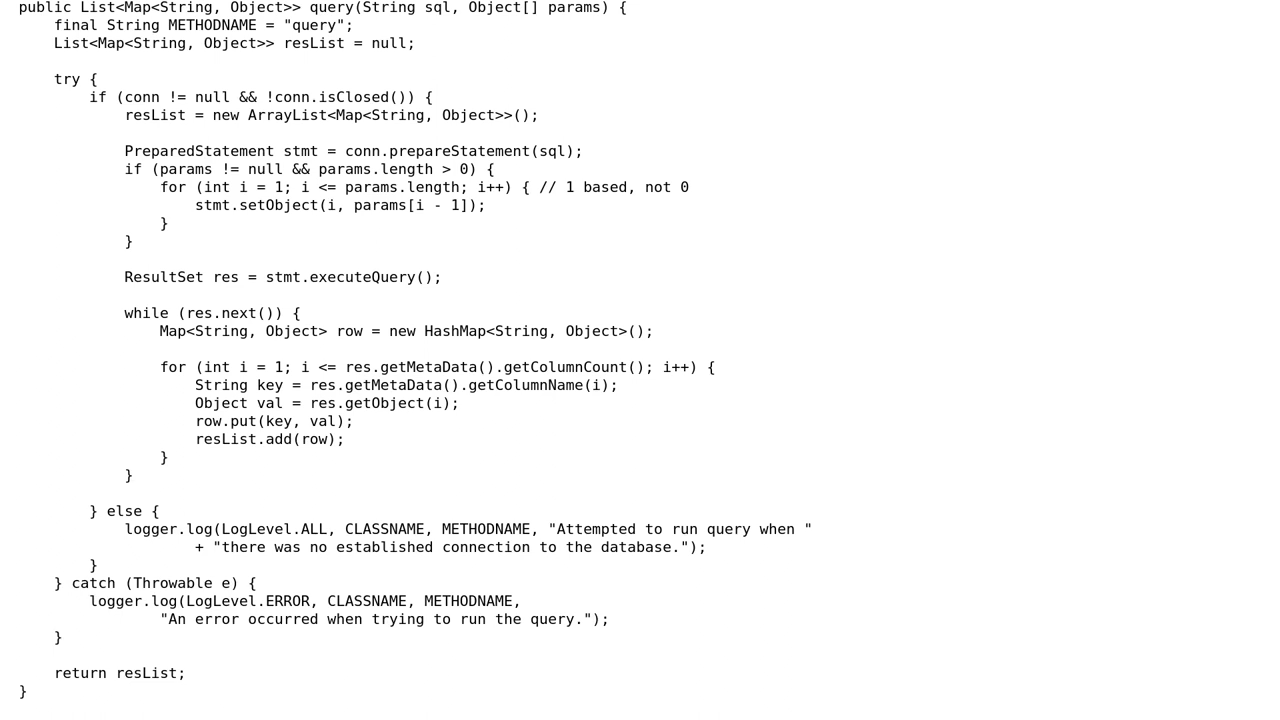 public List<Map<String, Object>> query(String sql, Object[] params) {
    final String METHODNAME = "query";
    List<Map<String, Object>> resList = null;

    try {
        if (conn != null && !conn.isClosed()) {
            resList = new ArrayList<Map<String, Object>>();

            PreparedStatement stmt = conn.prepareStatement(sql);
            if (params != null && params.length > 0) {
                for (int i = 1; i <= params.length; i++) { // 1 based, not 0
                    stmt.setObject(i, params[i - 1]);
                }
            }

            ResultSet res = stmt.executeQuery();

            while (res.next()) {
                Map<String, Object> row = new HashMap<String, Object>();

                for (int i = 1; i <= res.getMetaData().getColumnCount(); i++) {
                    String key = res.getMetaData().getColumnName(i);
                    Object val = res.getObject(i);
                    row.put(key, val);
                    resList.add(row);
                }
            }

        } else {
            logger.log(LogLevel.ALL, CLASSNAME, METHODNAME, "Attempted to run query when "
                    + "there was no established connection to the database.");
        }
    } catch (Throwable e) {
        logger.log(LogLevel.ERROR, CLASSNAME, METHODNAME,
                "An error occurred when trying to run the query.");
    }

    return resList;
}